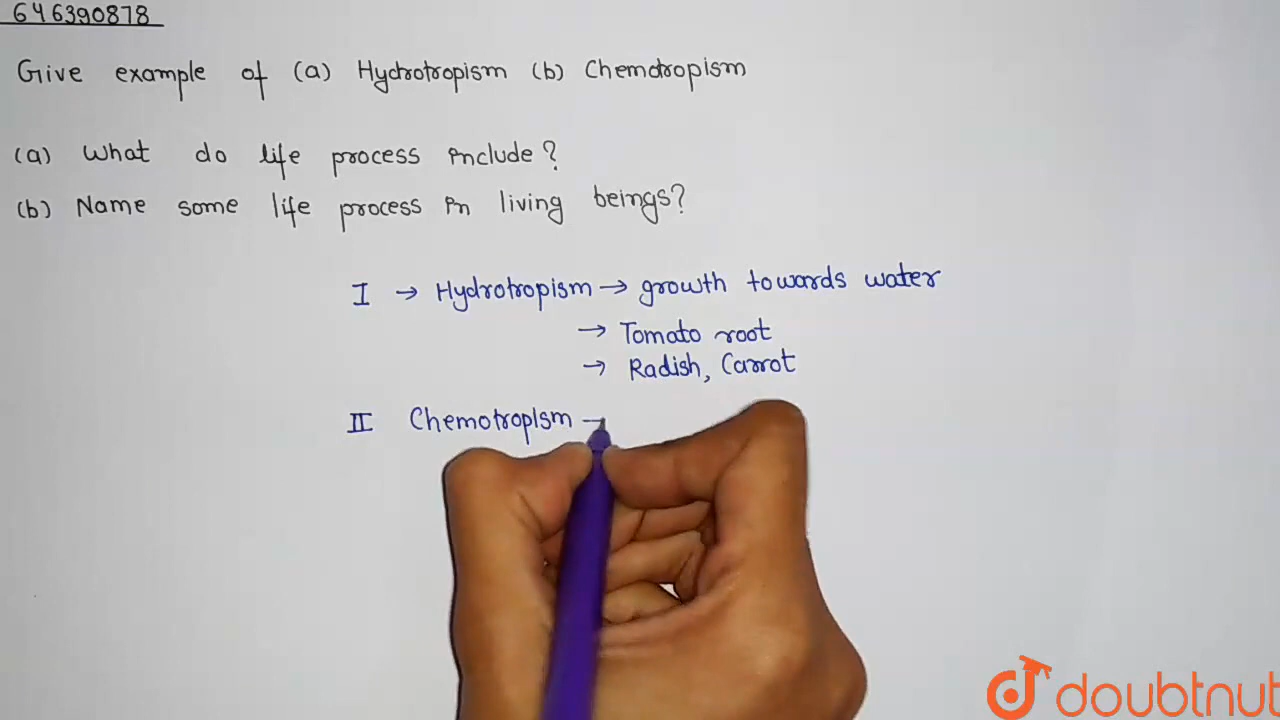 646390878
Give example of (a) Hydrotropism (b) Chemotropism
(a) What do life process include?
(b) Name some life process in living beings?
I → Hydrotropism → growth towards water
→ Tomato root
→ Radish, Carrot
II Chemotropism →
doubtnut